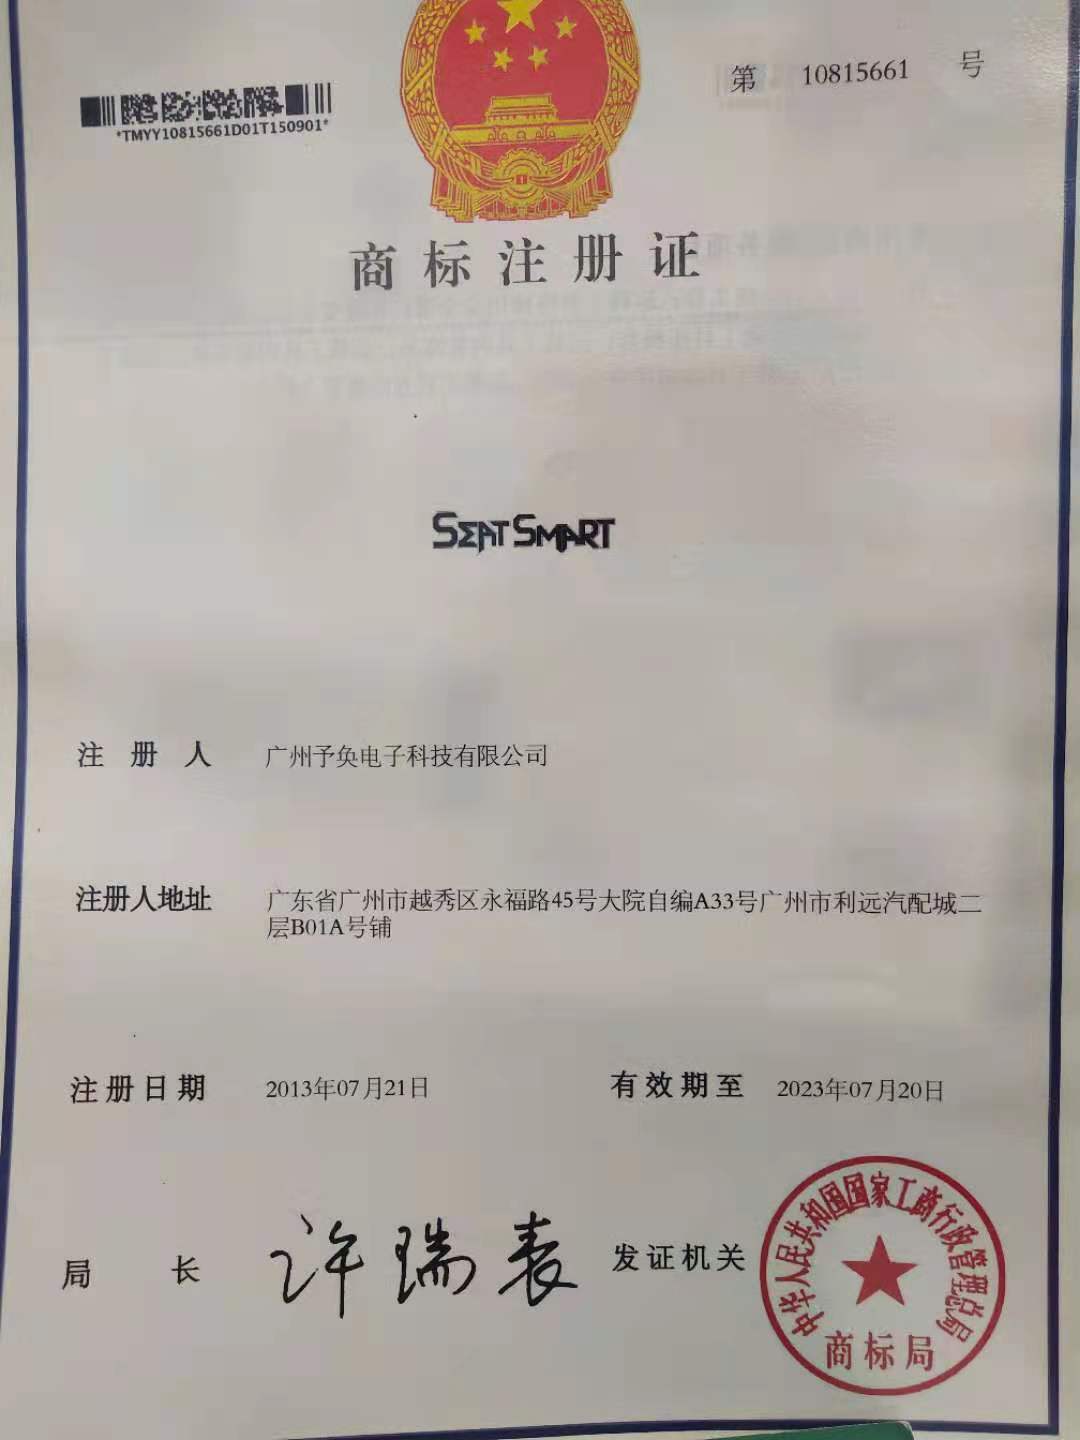 第 10815661 号
*TMYY10815661D01T150901*
商标注册证
SEAT SMART
注册人 广州予奂电子科技有限公司
注册人地址 广东省广州市越秀区永福路45号大院自编A33号广州市利远汽配城二
层B01A号铺
注册日期 2013年07月21日 有效期至 2023年07月20日
局长 许瑞表 发证机关
中华人民共和国国家工商行政管理总局
商标局